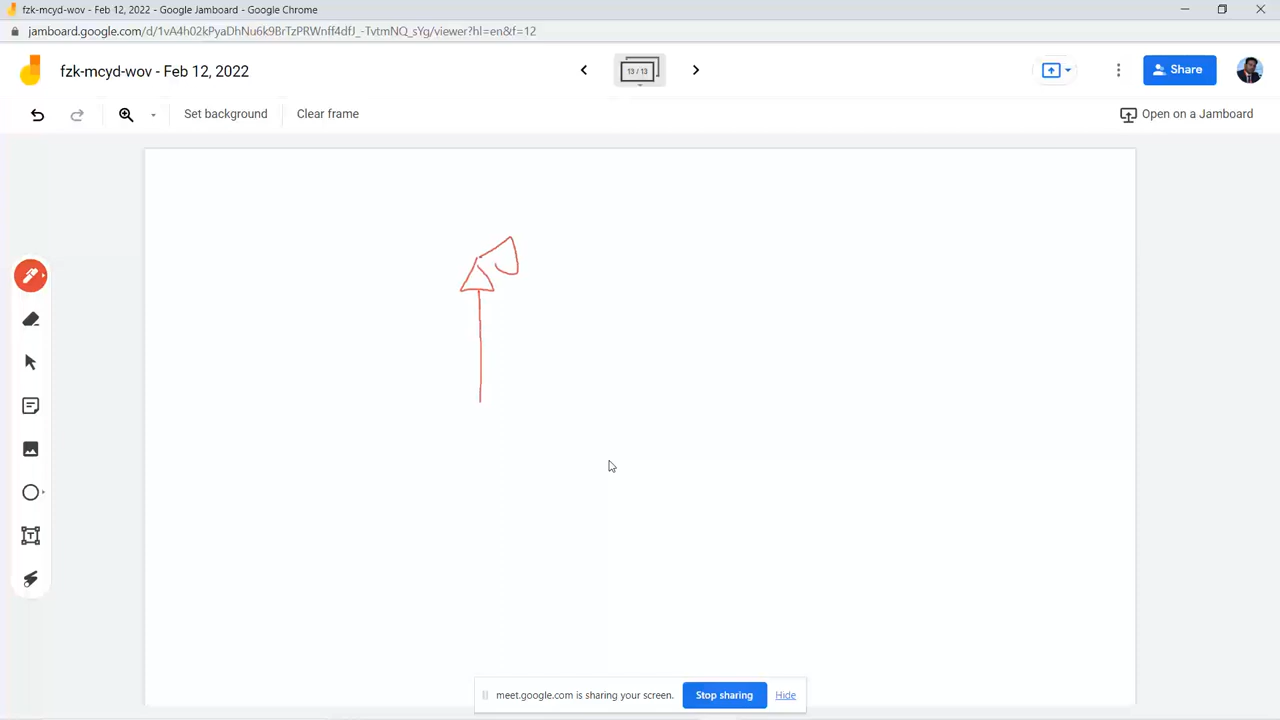 fzk-mcyd-wov - Feb 12, 2022 - Google Jamboard - Google Chrome
jamboard.google.com/d/1vA4h02kPyaDhNu6k9BrTzPRWnff4dfJ_-TvtmNQ_sYg/viewer?hl=en&f=12
fzk-mcyd-wov - Feb 12, 2022
13 / 13
Share
Set background
Clear frame
Open on a Jamboard
meet.google.com is sharing your screen.
Stop sharing
Hide